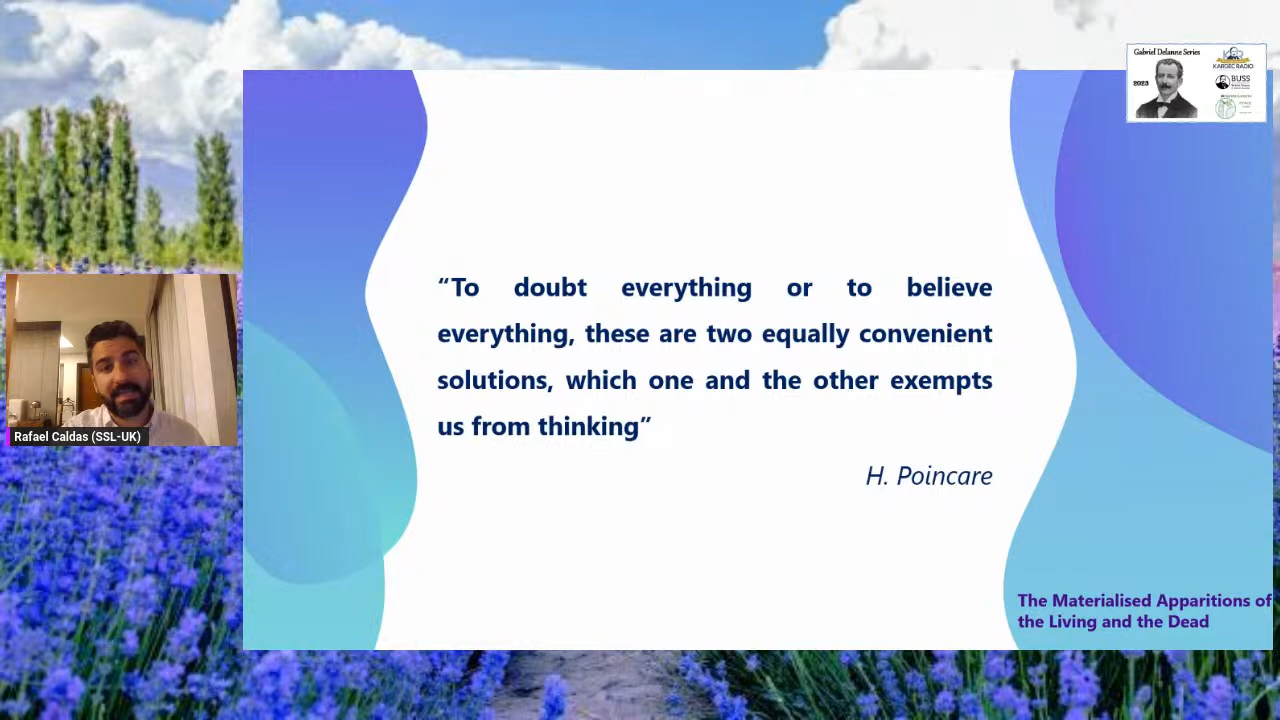 Gabriel Delanne Series
2023
KARDEC RADIO
BUSS
“To doubt everything or to believe
everything, these are two equally convenient
solutions, which one and the other exempts
us from thinking”
H. Poincare
Rafael Caldas (SSL-UK)
The Materialised Apparitions of
the Living and the Dead